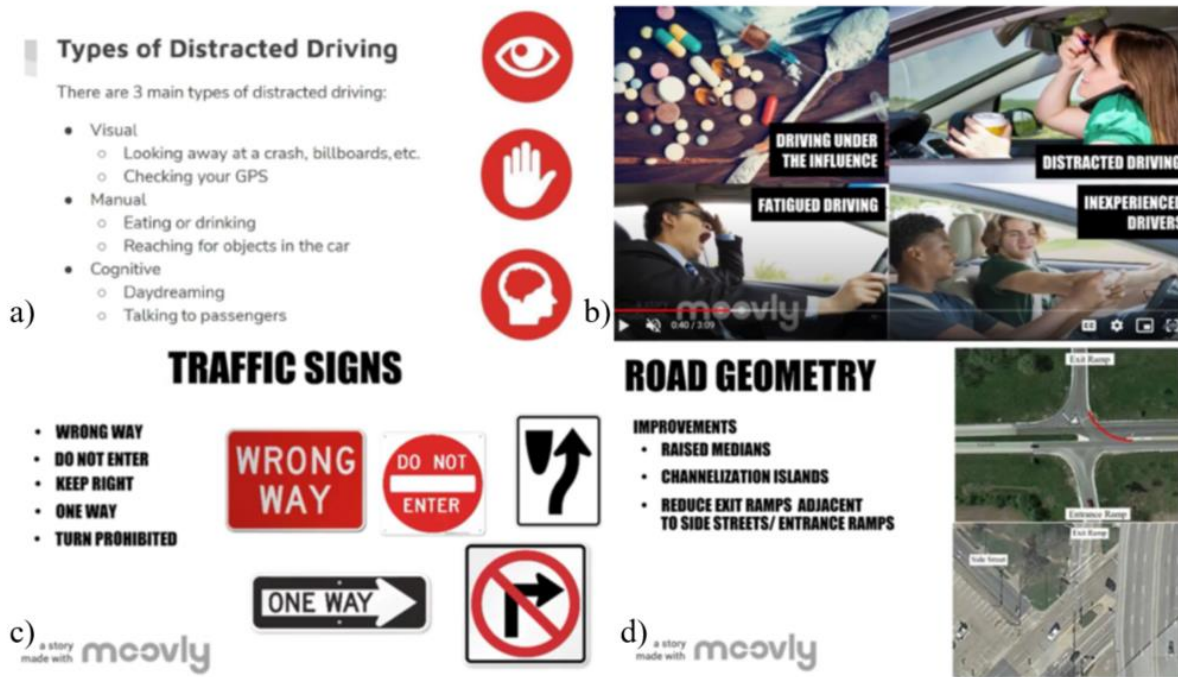 Types of Distracted Driving
There are 3 main types of distracted driving:
• Visual
○ Looking away at a crash, billboards, etc.
○ Checking your GPS
• Manual
○ Eating or drinking
○ Reaching for objects in the car
• Cognitive
○ Daydreaming
○ Talking to passengers
a)
DRIVING UNDER
THE INFLUENCE
DISTRACTED DRIVING
FATIGUED DRIVING
INEXPERIENCED
DRIVERS
moovly
0:40 / 3:09
CC
b)
TRAFFIC SIGNS
• WRONG WAY
• DO NOT ENTER
• KEEP RIGHT
• ONE WAY
• TURN PROHIBITED
WRONG
WAY
DO NOT
ENTER
ONE WAY
c)
a story
made with
moovly
ROAD GEOMETRY
IMPROVEMENTS
• RAISED MEDIANS
• CHANNELIZATION ISLANDS
• REDUCE EXIT RAMPS ADJACENT
TO SIDE STREETS/ ENTRANCE RAMPS
Exit Ramp
Entrance Ramp
Exit Ramp
Side Street
d)
a story
made with
moovly